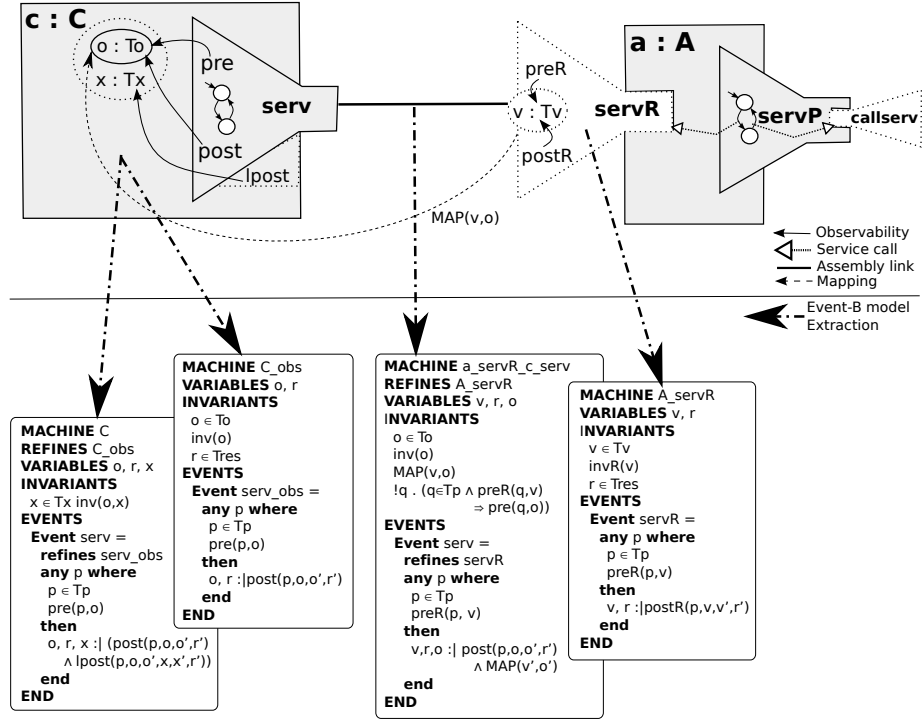 c : C
o : To
x : Tx
pre
serv
post
lpost
MAP(v,o)
preR
v : Tv
postR
servR
a : A
servP
callserv
Observability
Service call
Assembly link
Mapping
Event-B model
Extraction
MACHINE C
REFINES C_obs
VARIABLES o, r, x
INVARIANTS
x ∈ Tx inv(o,x)
EVENTS
Event serv =
refines serv_obs
any p where
p ∈ Tp
pre(p,o)
then
o, r, x :| (post(p,o,o’,r’)
∧ lpost(p,o,o’,x,x’,r’))
end
END
MACHINE C_obs
VARIABLES o, r
INVARIANTS
o ∈ To
inv(o)
r ∈ Tres
EVENTS
Event serv_obs =
any p where
p ∈ Tp
pre(p,o)
then
o, r :|post(p,o,o’,r’)
end
END
MACHINE a_servR_c_serv
REFINES A_servR
VARIABLES v, r, o
INVARIANTS
o ∈ To
inv(o)
MAP(v,o)
!q . (q∈Tp ∧ preR(q,v)
⇒ pre(q,o))
EVENTS
Event serv =
refines servR
any p where
p ∈ Tp
preR(p, v)
then
v,r,o :| post(p,o,o’,r’)
∧ MAP(v’,o’)
end
END
MACHINE A_servR
VARIABLES v, r
INVARIANTS
v ∈ Tv
invR(v)
r ∈ Tres
EVENTS
Event servR =
any p where
p ∈ Tp
preR(p,v)
then
v, r :|postR(p,v,v’,r’)
end
END